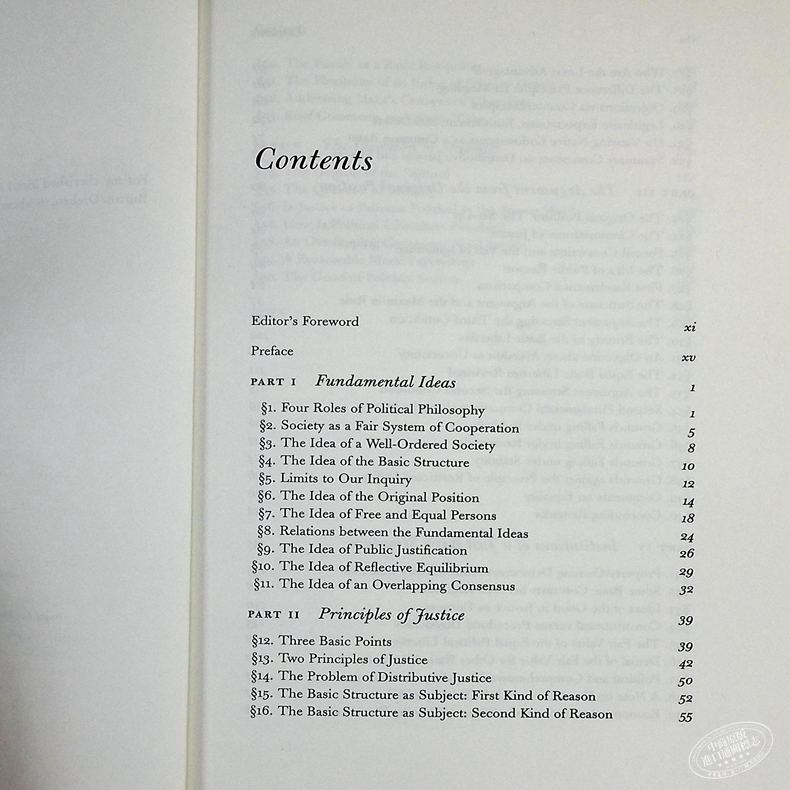 Contents
Editor's Foreword xi
Preface xv
PART I Fundamental Ideas 1
§1. Four Roles of Political Philosophy 1
§2. Society as a Fair System of Cooperation 5
§3. The Idea of a Well-Ordered Society 8
§4. The Idea of the Basic Structure 10
§5. Limits to Our Inquiry 12
§6. The Idea of the Original Position 14
§7. The Idea of Free and Equal Persons 18
§8. Relations between the Fundamental Ideas 24
§9. The Idea of Public Justification 26
§10. The Idea of Reflective Equilibrium 29
§11. The Idea of an Overlapping Consensus 32
PART II Principles of Justice 39
§12. Three Basic Points 39
§13. Two Principles of Justice 42
§14. The Problem of Distributive Justice 50
§15. The Basic Structure as Subject: First Kind of Reason 52
§16. The Basic Structure as Subject: Second Kind of Reason 55
中商原版